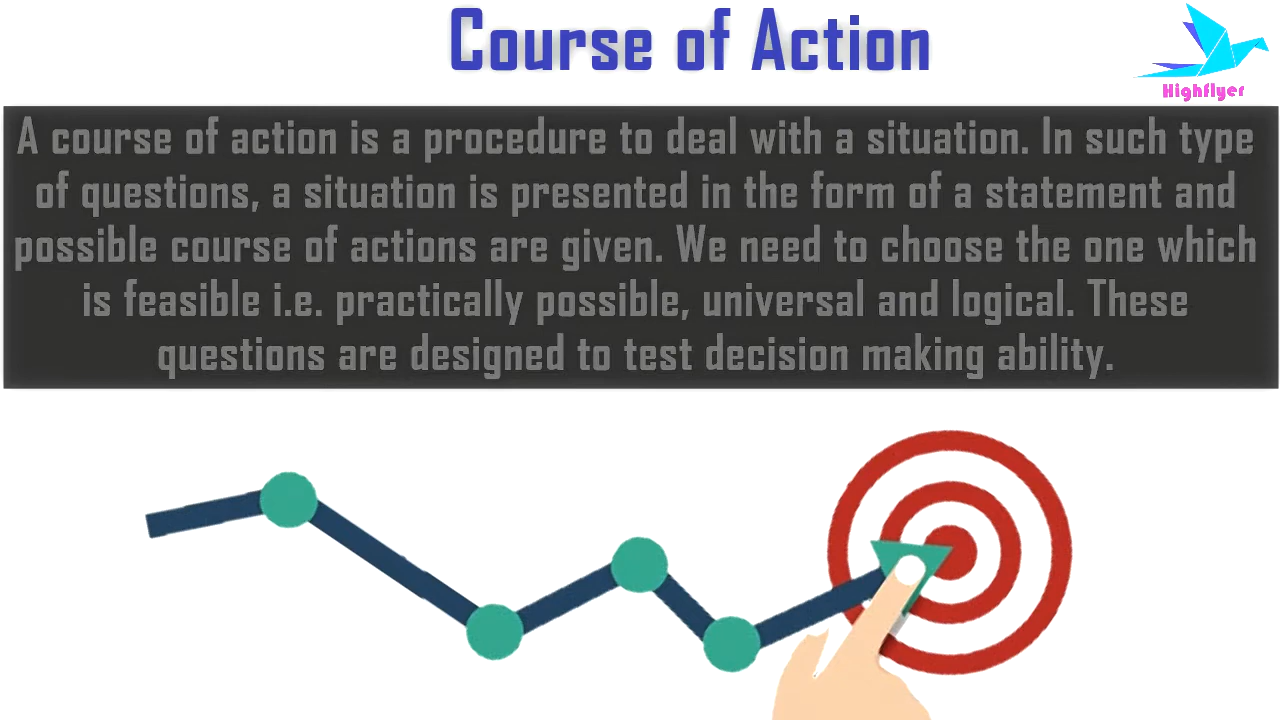 Course of Action
Highflyer
A course of action is a procedure to deal with a situation. In such type
of questions, a situation is presented in the form of a statement and
possible course of actions are given. We need to choose the one which
is feasible i.e. practically possible, universal and logical. These
questions are designed to test decision making ability.